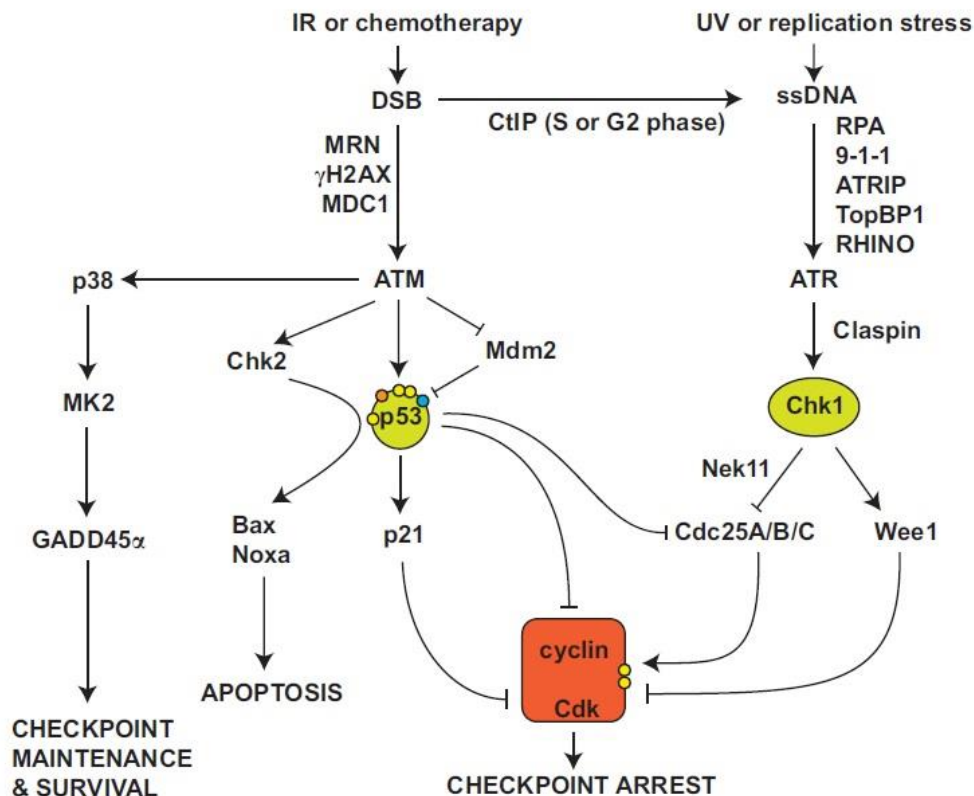 IR or chemotherapy
UV or replication stress
DSB
ssDNA
CtIP (S or G2 phase)
MRN
γH2AX
MDC1
RPA
9-1-1
ATRIP
TopBP1
RHINO
p38
ATM
ATR
Chk2
Mdm2
Claspin
MK2
p53
Chk1
Nek11
GADD45α
Bax
Noxa
p21
Cdc25A/B/C
Wee1
cyclin
Cdk
APOPTOSIS
CHECKPOINT
MAINTENANCE
& SURVIVAL
CHECKPOINT ARREST